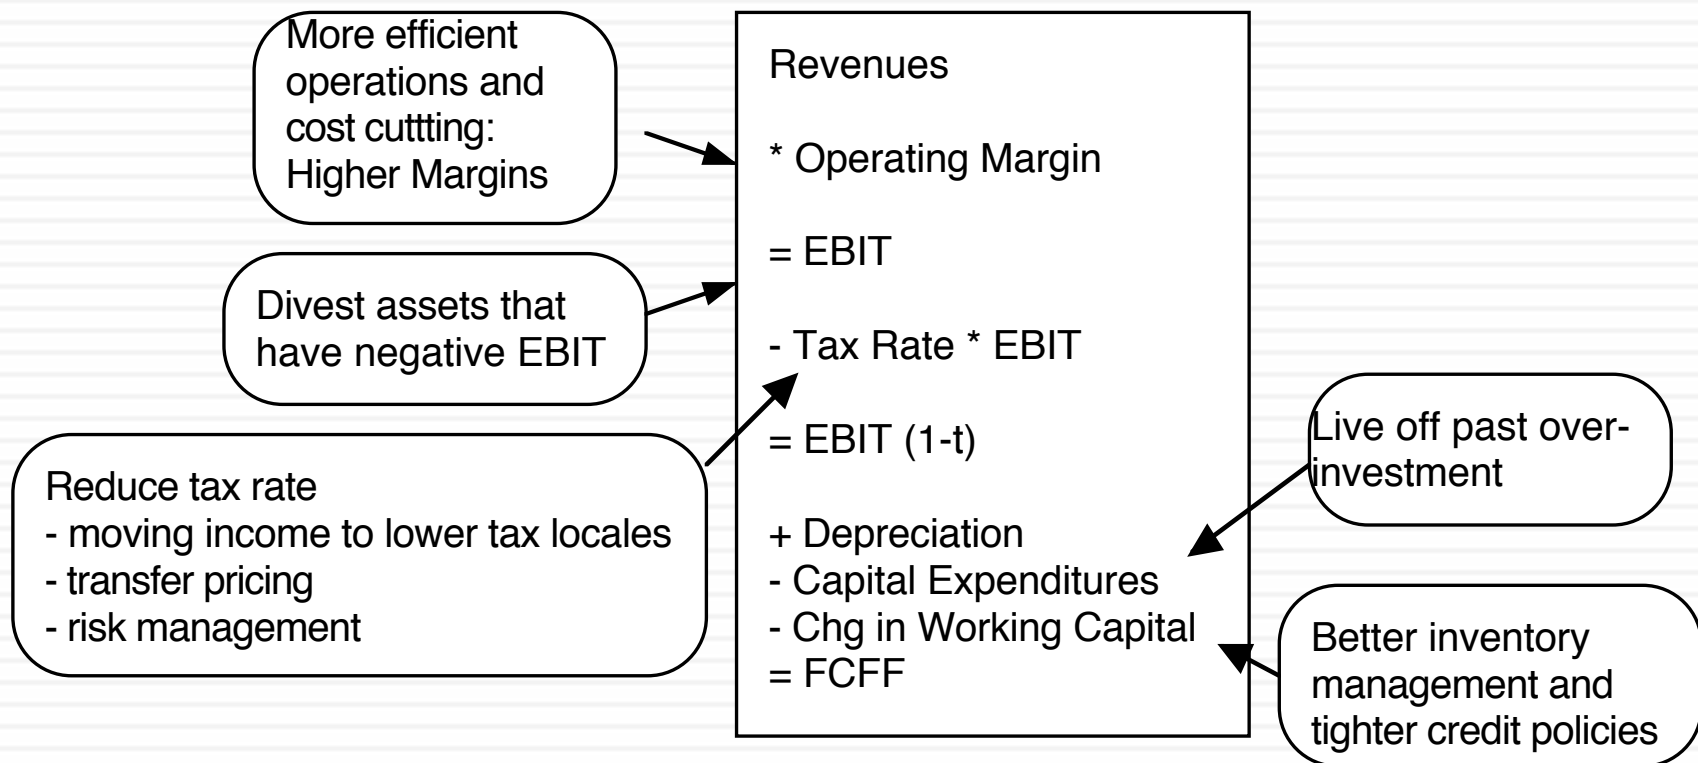 More efficient
operations and
cost cuttting:
Higher Margins
Divest assets that
have negative EBIT
Reduce tax rate
- moving income to lower tax locales
- transfer pricing
- risk management
Revenues
* Operating Margin
= EBIT
- Tax Rate * EBIT
= EBIT (1-t)
+ Depreciation
- Capital Expenditures
- Chg in Working Capital
= FCFF
Live off past over-
investment
Better inventory
management and
tighter credit policies